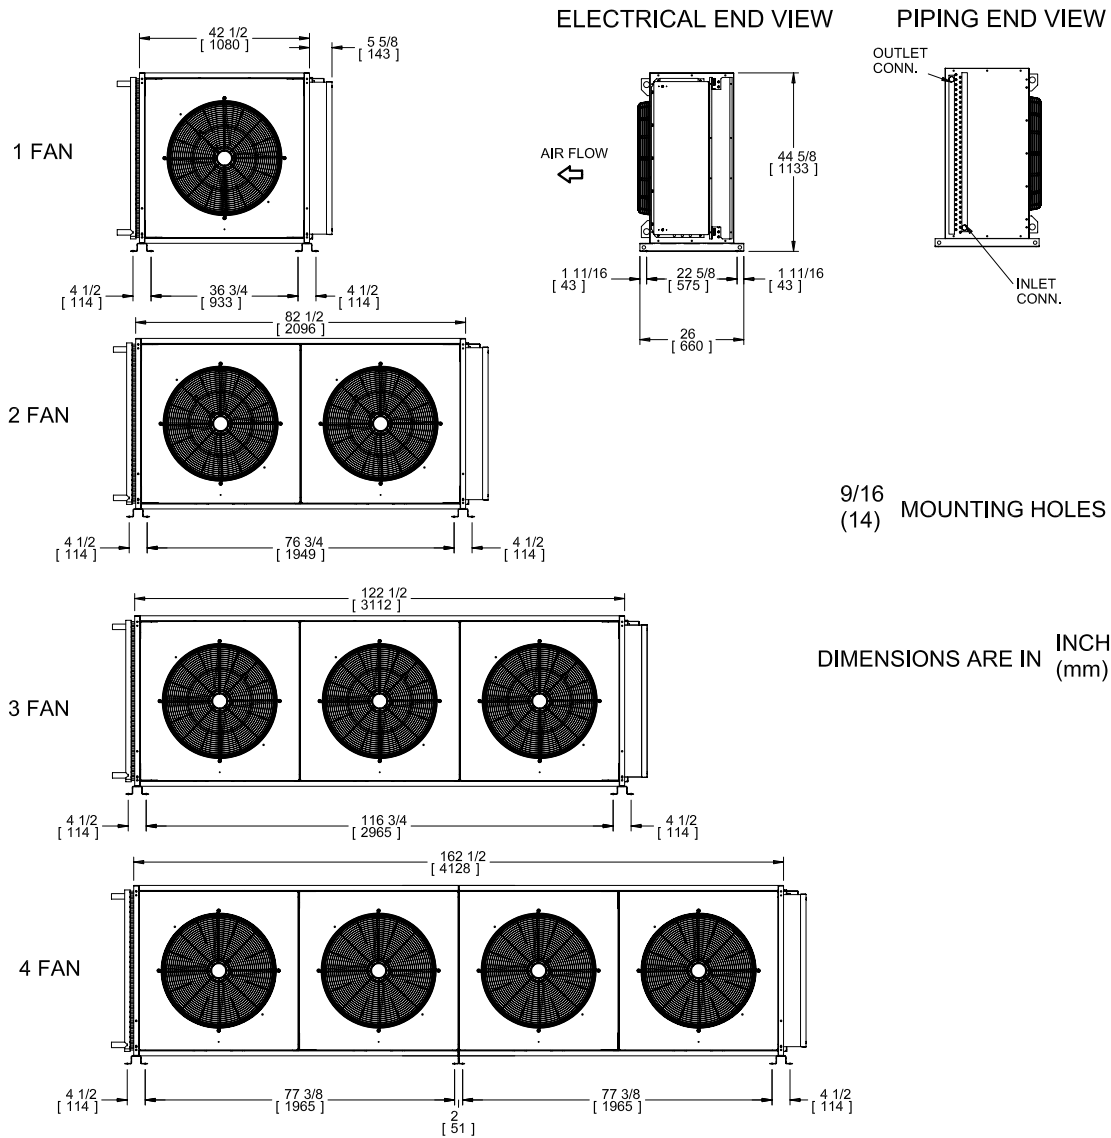 ELECTRICAL END VIEW
PIPING END VIEW
42 1/2
[ 1080 ]
5 5/8
[ 143 ]
OUTLET
CONN.
1 FAN
AIR FLOW
44 5/8
[ 1133 ]
4 1/2
[ 114 ]
36 3/4
[ 933 ]
4 1/2
[ 114 ]
1 11/16
[ 43 ]
22 5/8
[ 575 ]
1 11/16
[ 43 ]
INLET
CONN.
26
[ 660 ]
82 1/2
[ 2096 ]
2 FAN
9/16
(14)
MOUNTING HOLES
4 1/2
[ 114 ]
76 3/4
[ 1949 ]
4 1/2
[ 114 ]
122 1/2
[ 3112 ]
DIMENSIONS ARE IN
INCH
(mm)
3 FAN
4 1/2
[ 114 ]
116 3/4
[ 2965 ]
4 1/2
[ 114 ]
162 1/2
[ 4128 ]
4 FAN
4 1/2
[ 114 ]
77 3/8
[ 1965 ]
77 3/8
[ 1965 ]
4 1/2
[ 114 ]
2
[ 51 ]